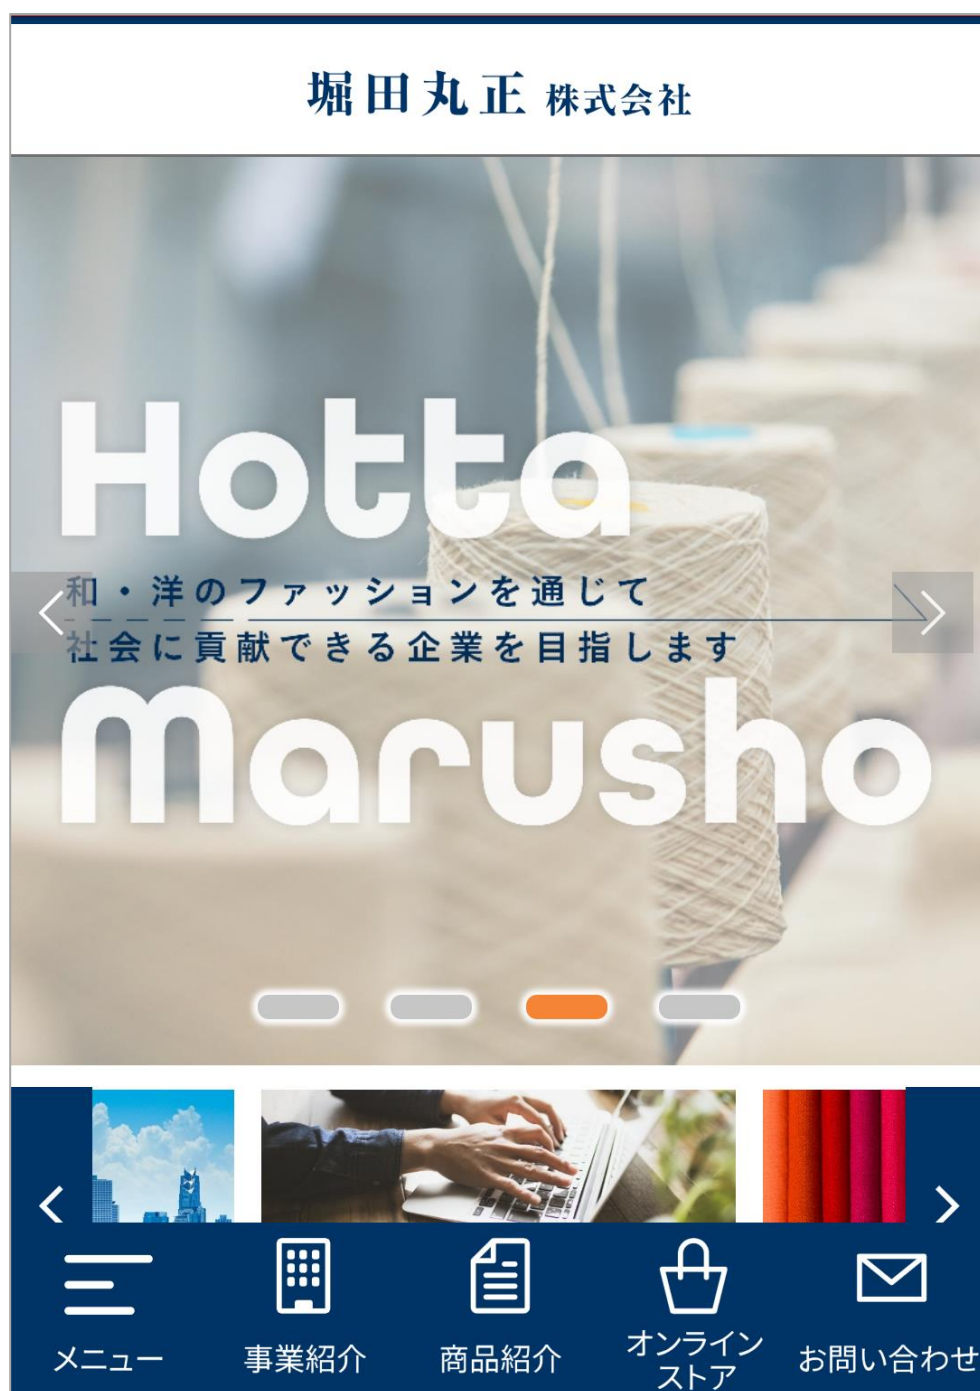 堀田丸正 株式会社
Hotta
和・洋のファッションを通じて
社会に貢献できる企業を目指します
Marusho
メニュー
事業紹介
商品紹介
オンライン
ストア
お問い合わせ